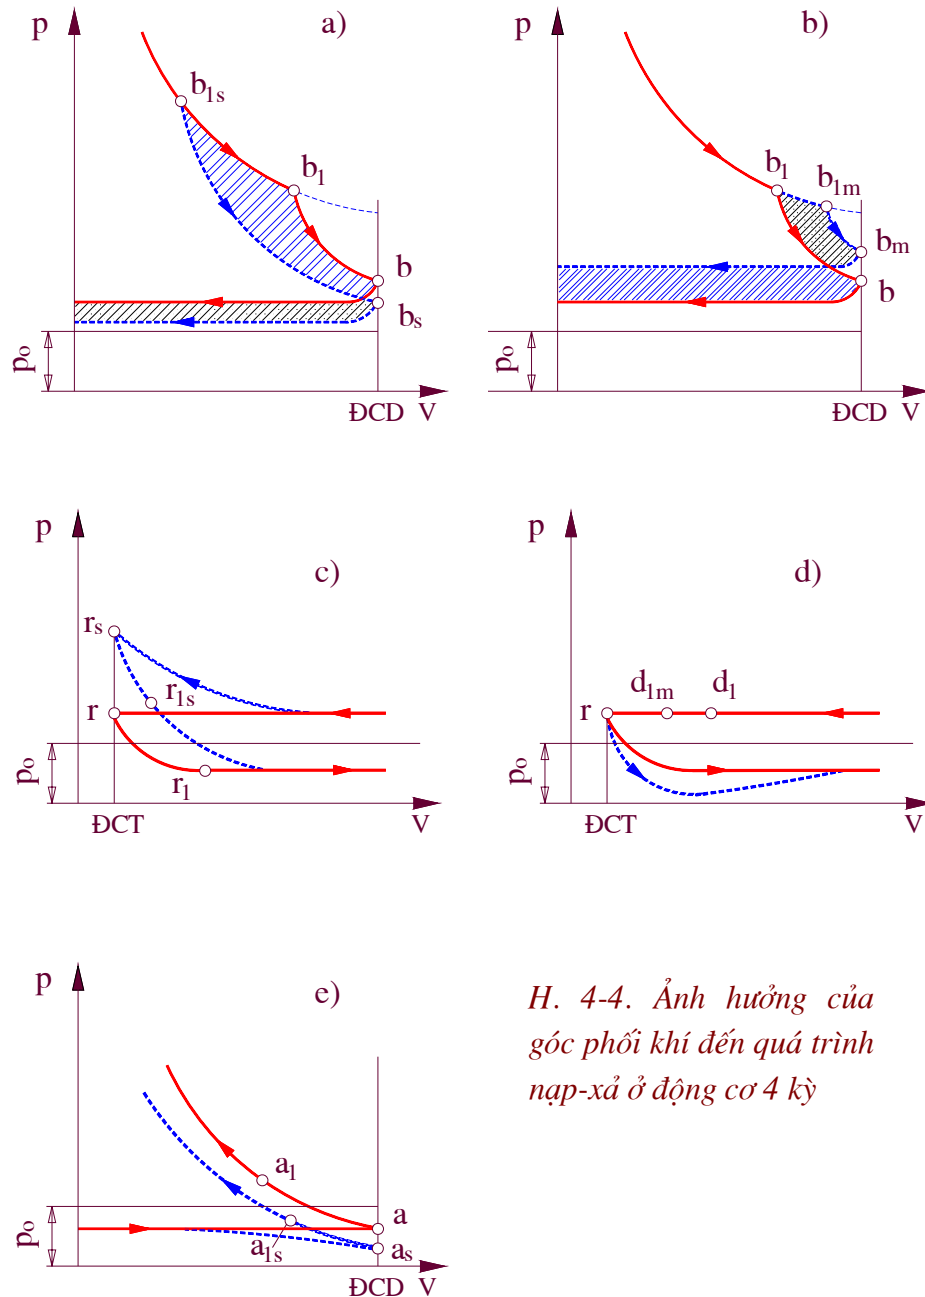 p
a)
b1s
b1
b
bs
po
ĐCD V
p
b)
b1
b1m
bm
b
po
ĐCD V
p
c)
rs
r1s
r
r1
po
ĐCT
V
p
d)
d1m
d1
r
po
ĐCT
V
p
e)
a1
a
a1s
as
po
ĐCD V
H. 4-4. Ảnh hưởng của
góc phối khí đến quá trình
nạp-xả ở động cơ 4 kỳ